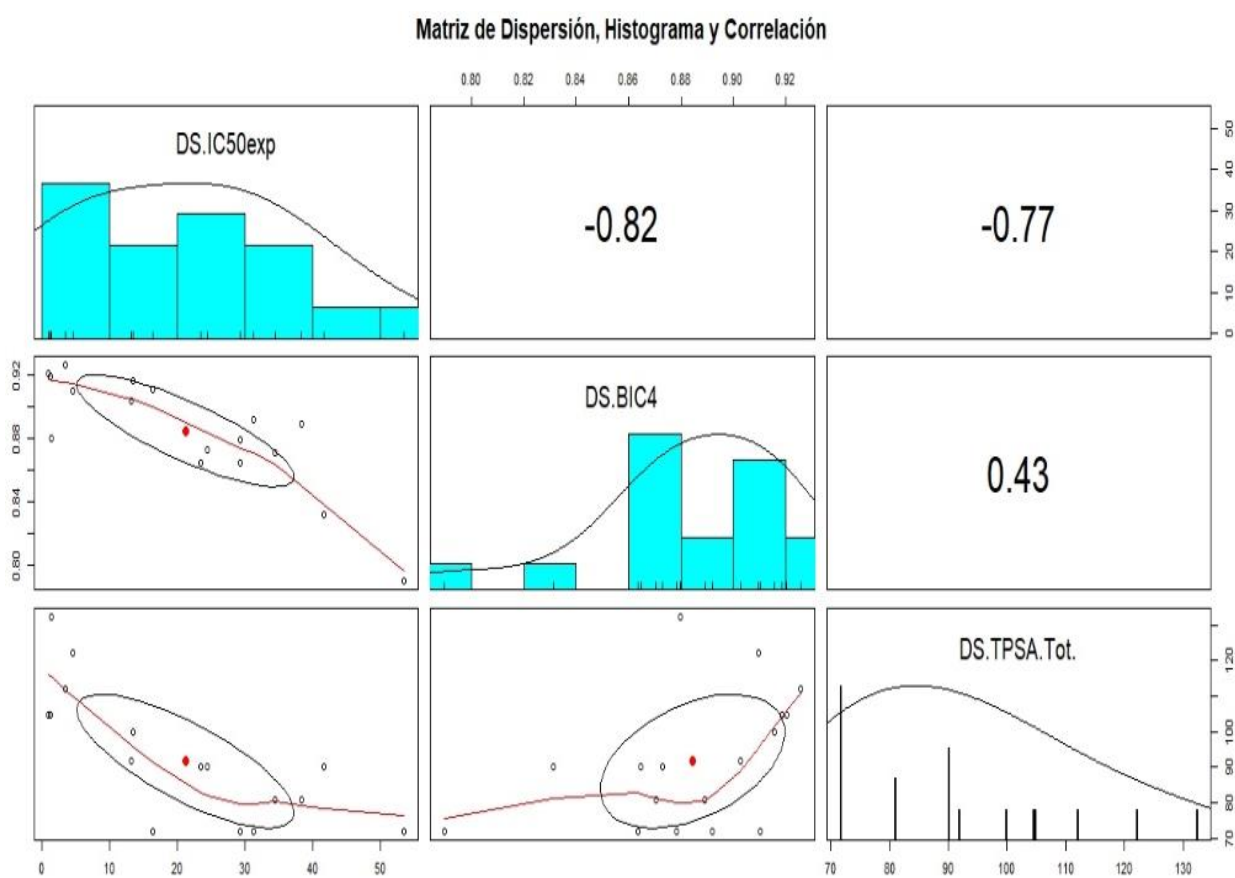 Matriz de Dispersión, Histograma y Correlación
0.80 0.82 0.84 0.86 0.88 0.90 0.92
DS.IC50exp
-0.82
-0.77
0 10 20 30 40 50
0.80 0.84 0.88 0.92
DS.BIC4
0.43
DS.TPSA.Tot.
70 80 90 100 120
0 10 20 30 40 50
70 80 90 100 110 120 130